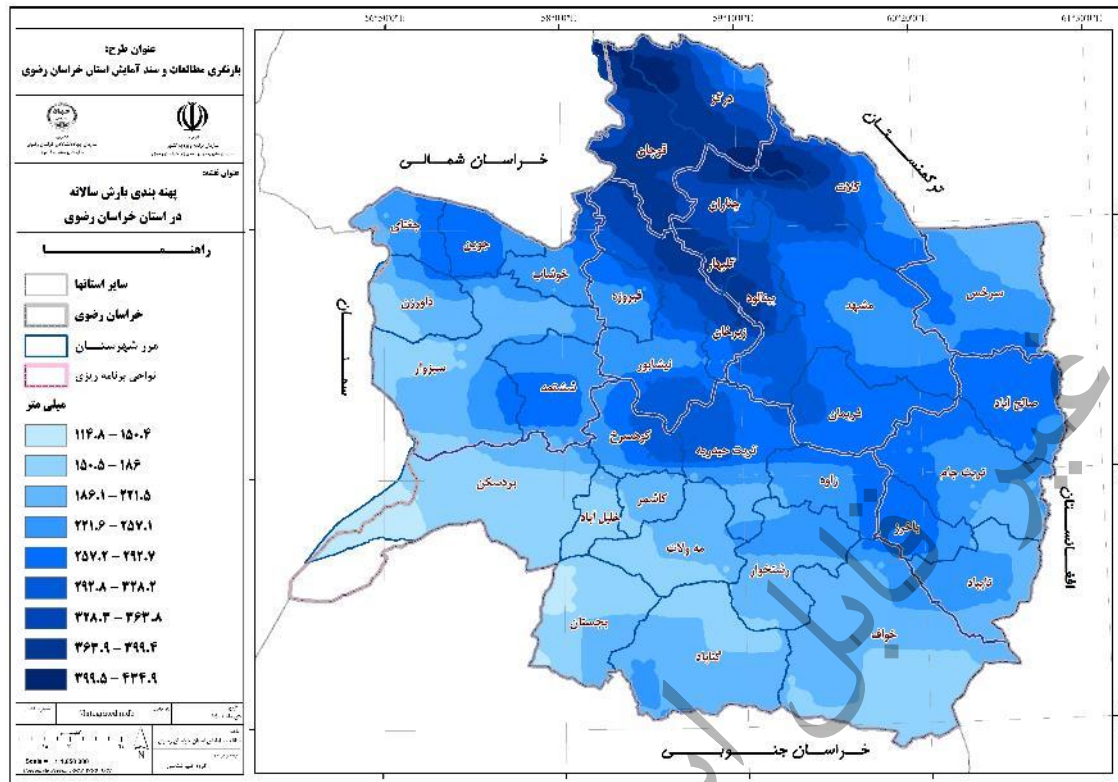 عنوان طرح:
بازنگری مطالعات و سند آمایش استان خراسان رضوی
عنوان نقشه:
پهنه بندی بارش سالانه
در استان خراسان رضوی
راهنما
سایر استانها
خراسان رضوی
مرز شهرستان
نواحی برنامه ریزی
میلی متر
۱۱۴.۸ – ۱۵۰.۴
۱۵۰.۵ – ۱۸۶
۱۸۶.۱ – ۲۲۱.۵
۲۲۱.۶ – ۲۵۷.۱
۲۵۷.۲ – ۲۹۲.۷
۲۹۲.۸ – ۳۲۸.۲
۳۲۸.۳ – ۳۶۳.۸
۳۶۳.۹ – ۳۹۹.۴
۳۹۹.۵ – ۴۳۴.۹
N
خراسان شمالی
ترکمنستان
سمنان
افغانستان
خراسان جنوبی
درگز
قوچان
کلات
چناران
جغتای
جوین
گلبهار
خوشاب
سرخس
داورزن
فیروزه
بینالود
مشهد
زبرخان
سبزوار
نیشابور
ششتمد
صالح آباد
فریمان
کوهسرخ
تربت حیدریه
تربت جام
بردسکن
زاوه
کاشمر
خلیل آباد
باخرز
مه ولات
رشتخوار
تایباد
بجستان
خواف
گناباد
غیر قابل